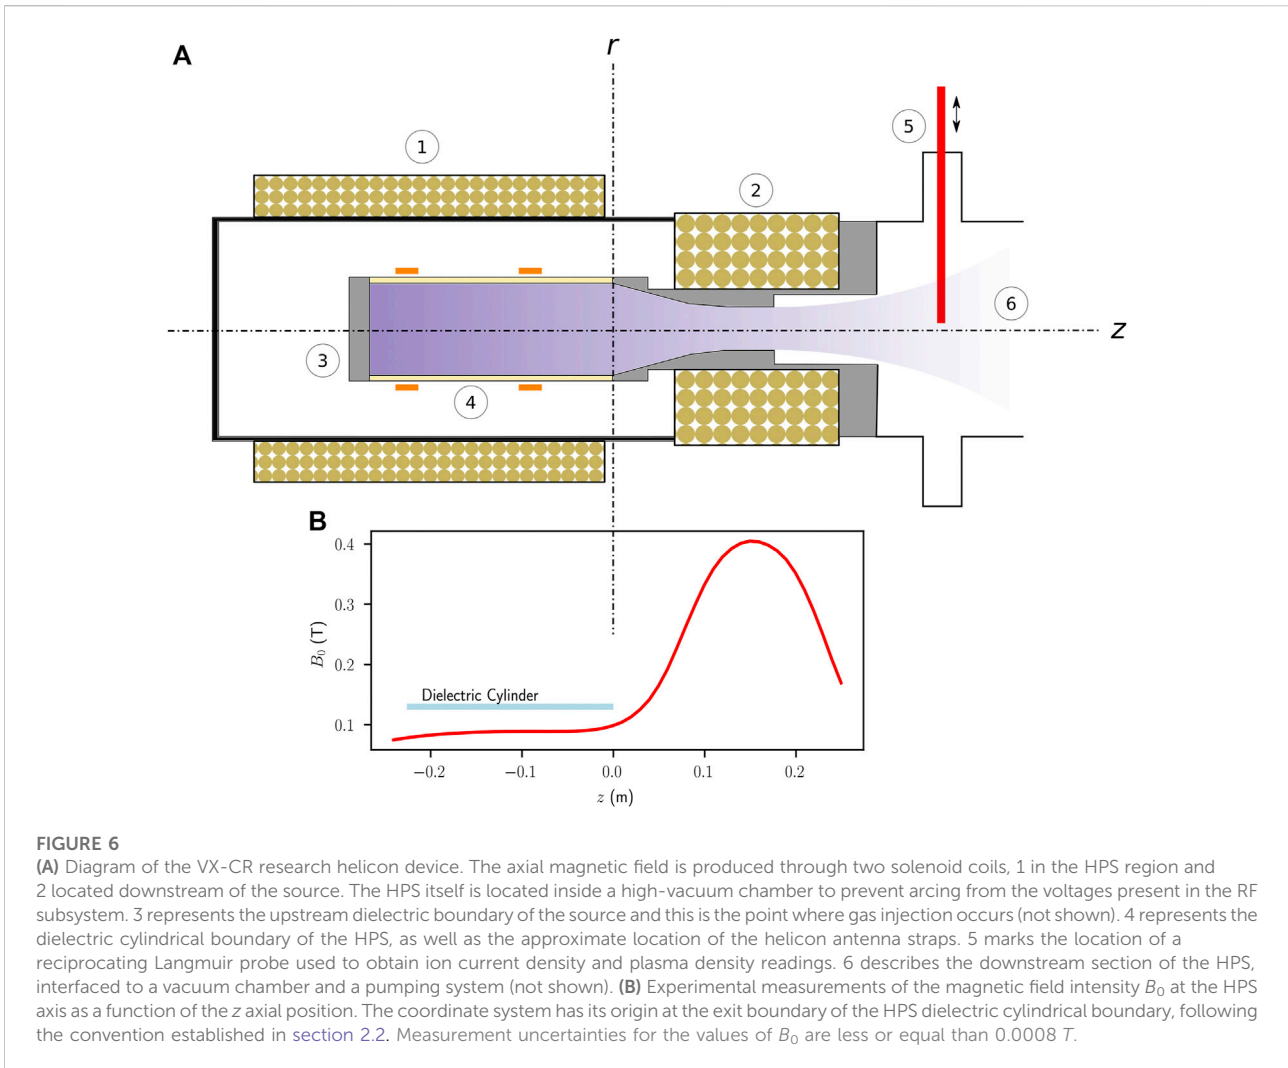 A
r
1
2
5
6
z
3
4
B
0.4
0.3
0.2
0.1
B₀ (T)
Dielectric Cylinder
−0.2 −0.1 0.0 0.1 0.2
z (m)
FIGURE 6
(A) Diagram of the VX-CR research helicon device. The axial magnetic field is produced through two solenoid coils, 1 in the HPS region and
2 located downstream of the source. The HPS itself is located inside a high-vacuum chamber to prevent arcing from the voltages present in the RF
subsystem. 3 represents the upstream dielectric boundary of the source and this is the point where gas injection occurs (not shown). 4 represents the
dielectric cylindrical boundary of the HPS, as well as the approximate location of the helicon antenna straps. 5 marks the location of a
reciprocating Langmuir probe used to obtain ion current density and plasma density readings. 6 describes the downstream section of the HPS,
interfaced to a vacuum chamber and a pumping system (not shown). (B) Experimental measurements of the magnetic field intensity B₀ at the HPS
axis as a function of the z axial position. The coordinate system has its origin at the exit boundary of the HPS dielectric cylindrical boundary, following
the convention established in section 2.2. Measurement uncertainties for the values of B₀ are less or equal than 0.0008 T.